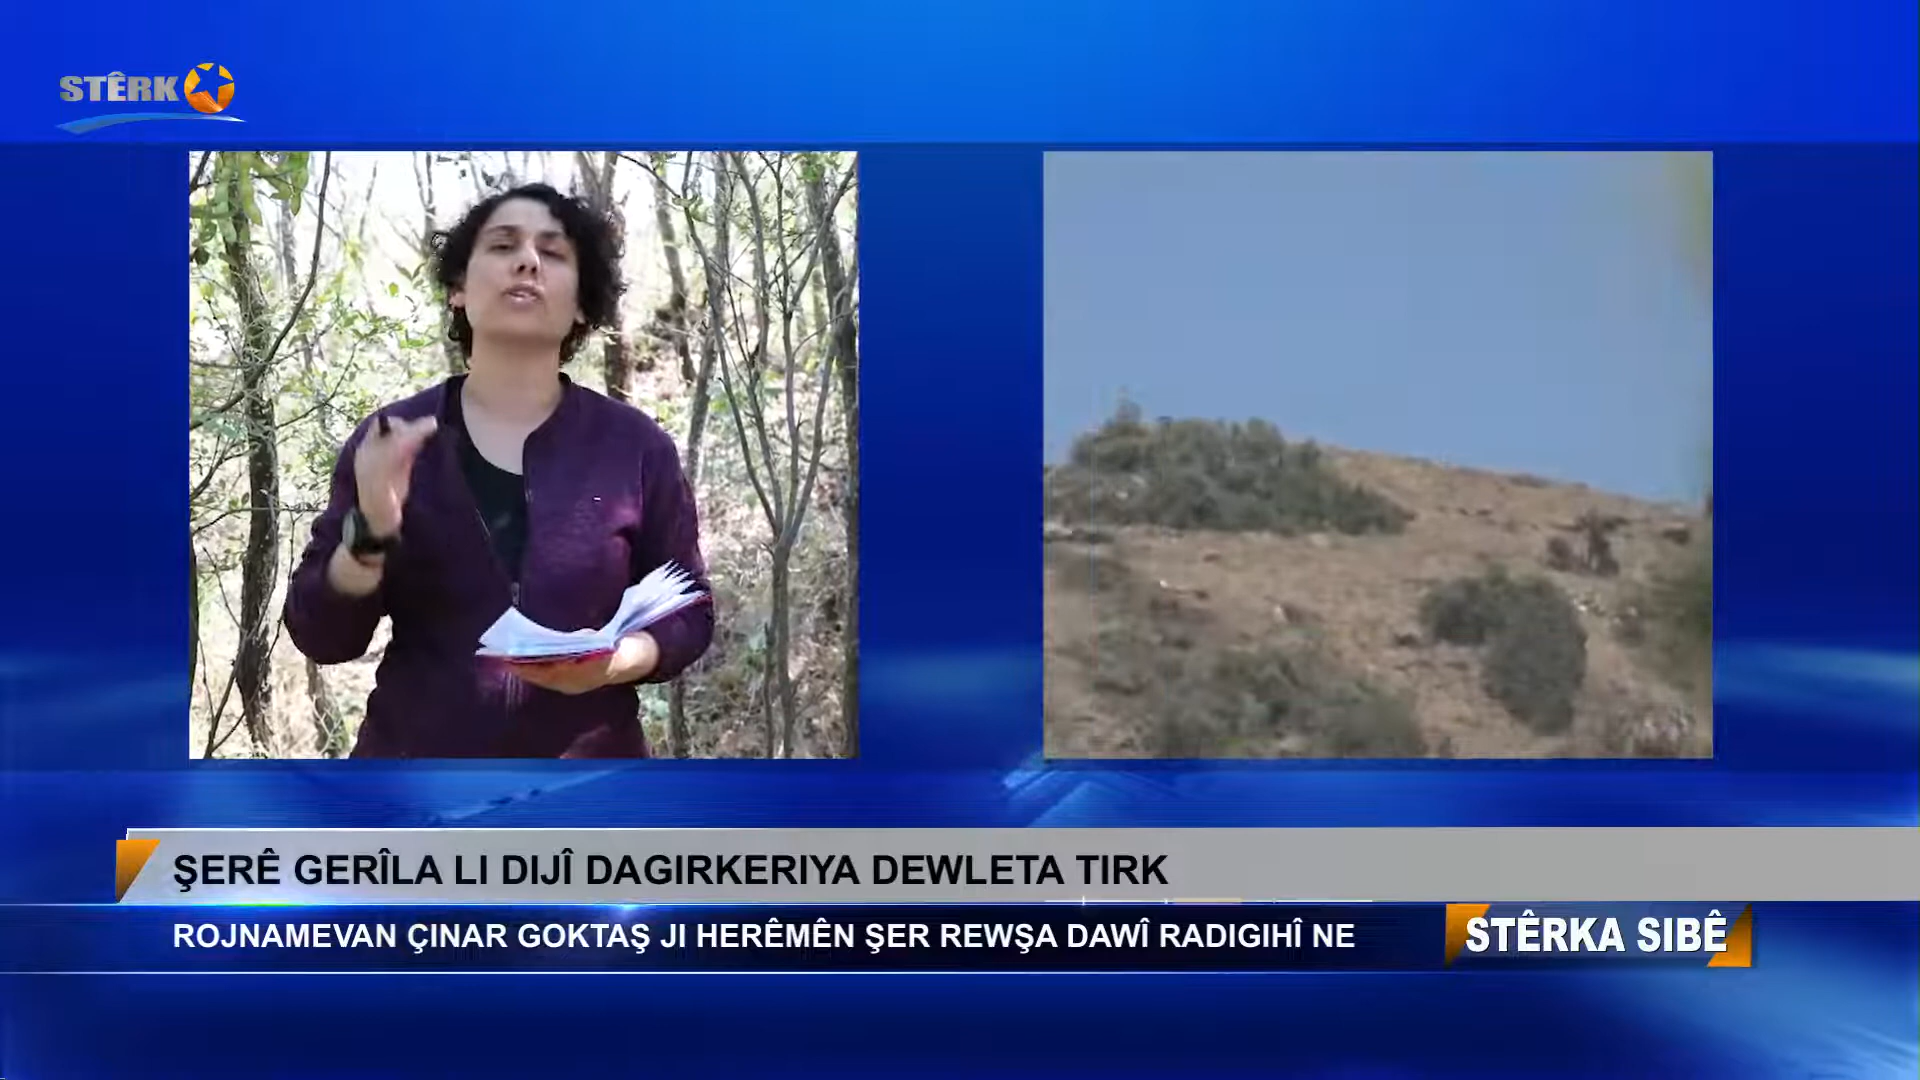 STÊRK
ŞERÊ GERÎLA LI DIJÎ DAGIRKERIYA DEWLETA TIRK
ROJNAMEVAN ÇINAR GOKTAŞ JI HERÊMÊN ŞER REWŞA DAWÎ RADIGIHÎ NE
STÊRKA SIBÊ